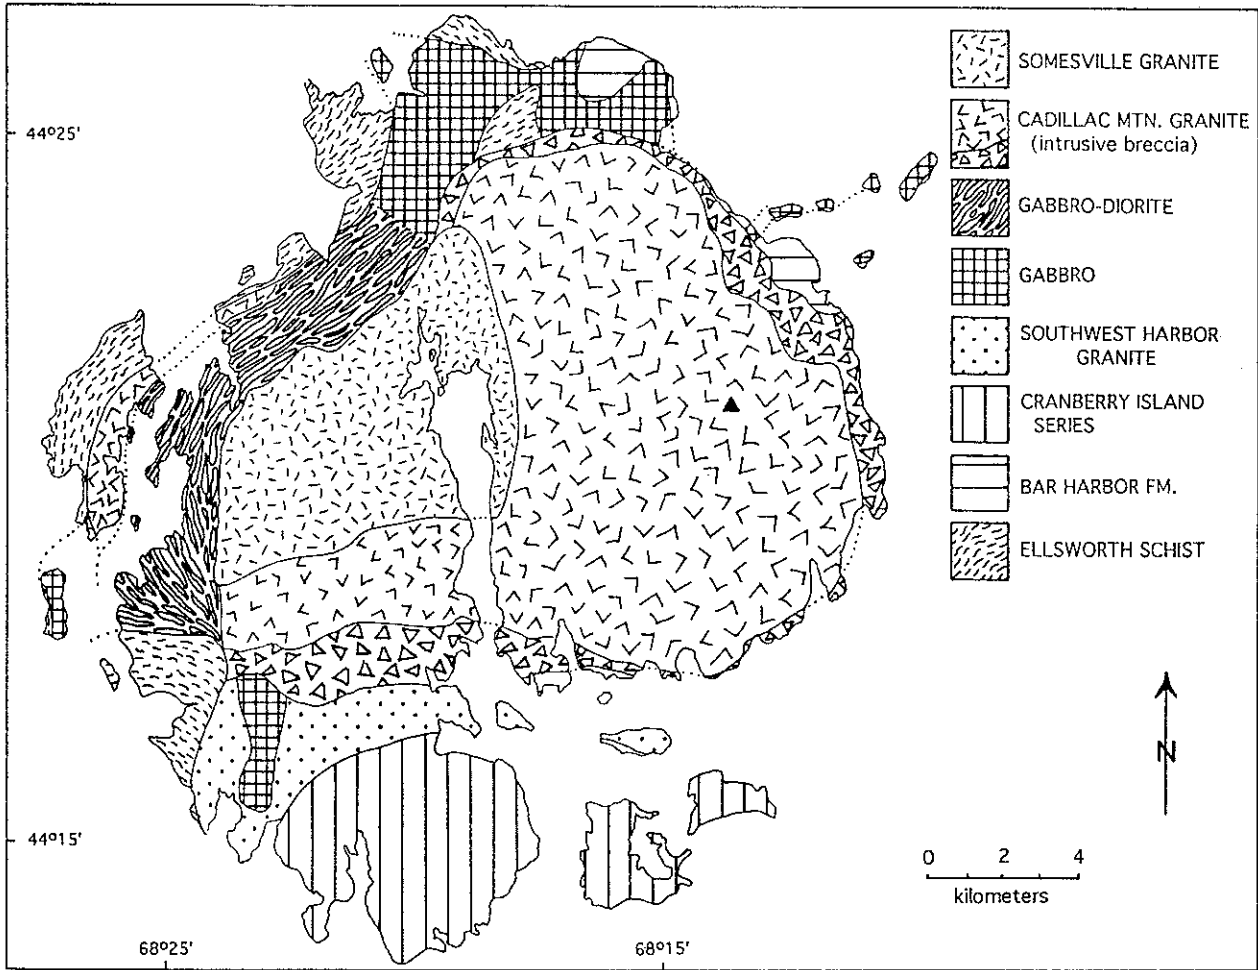 SOMESVILLE GRANITE
CADILLAC MTN. GRANITE
(intrusive breccia)
GABBRO-DIORITE
GABBRO
SOUTHWEST HARBOR
GRANITE
CRANBERRY ISLAND
SERIES
BAR HARBOR FM.
ELLSWORTH SCHIST
44°25'
44°15'
68°25'
68°15'
N
0 2 4
kilometers